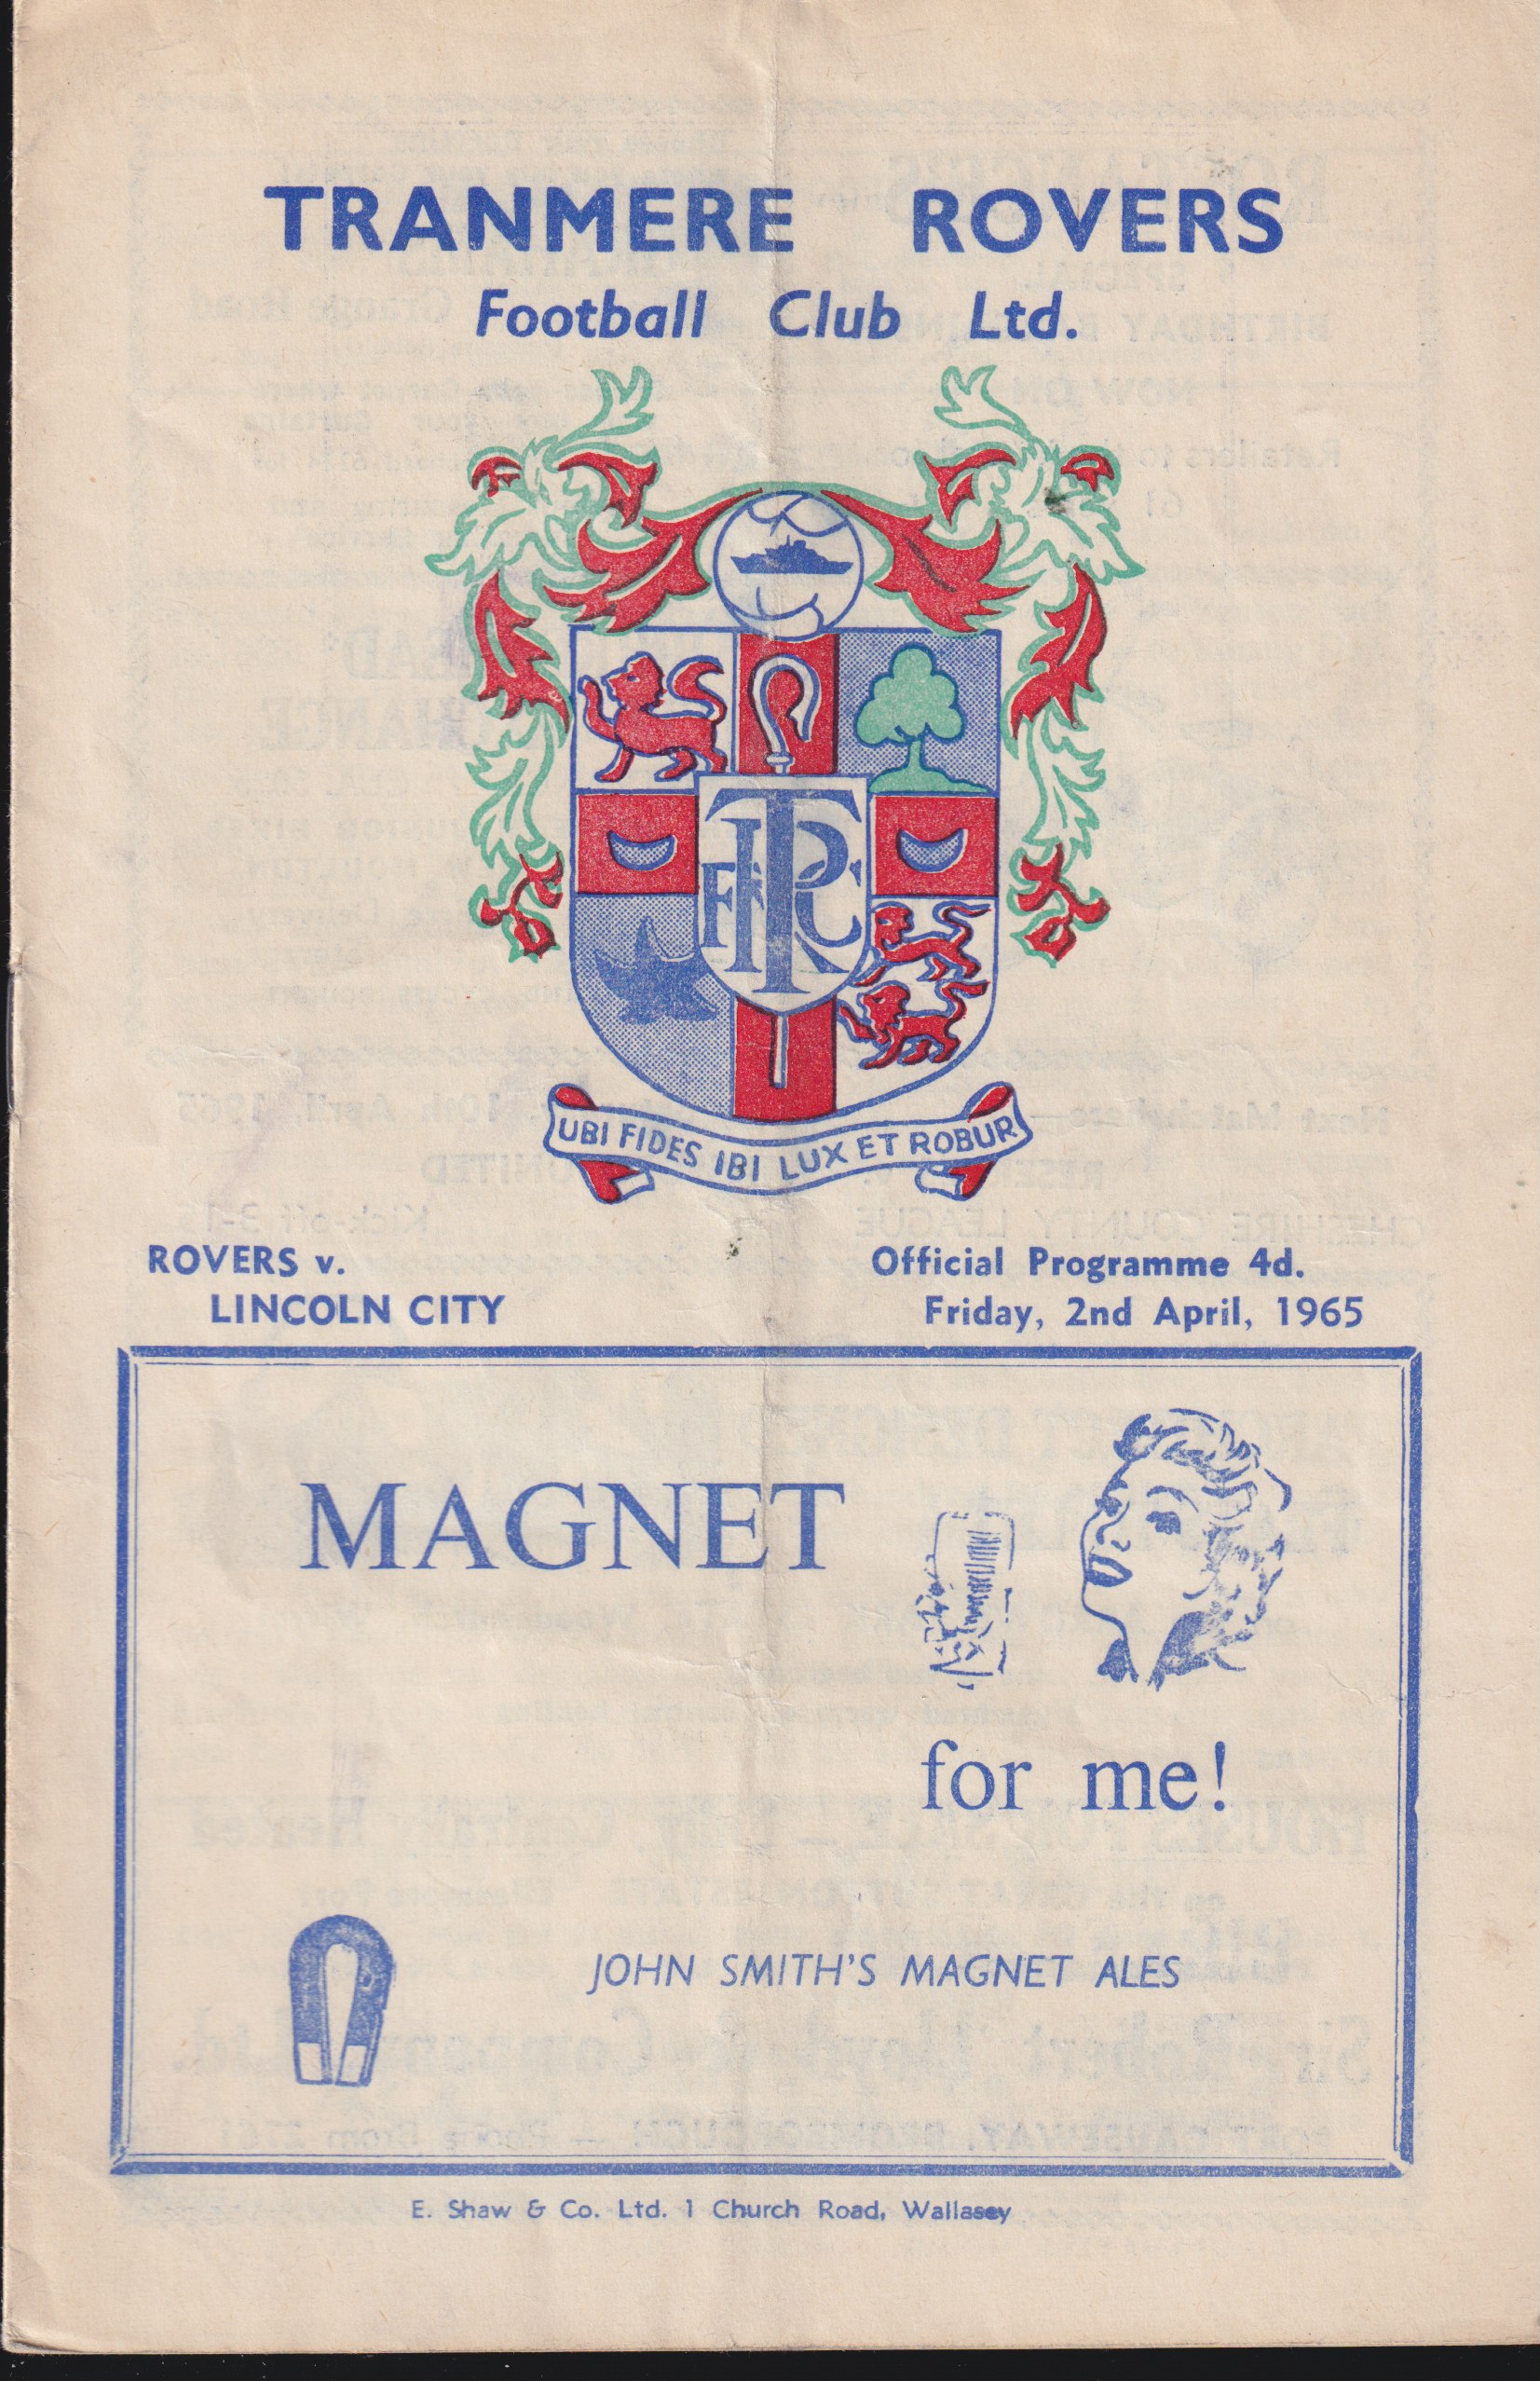 TRANMERE ROVERS
Football Club Ltd.
TRFC
UBI FIDES IBI LUX ET ROBUR
ROVERS v.
LINCOLN CITY
Official Programme 4d.
Friday, 2nd April, 1965
MAGNET
for me!
JOHN SMITH'S MAGNET ALES
E. Shaw & Co. Ltd. 1 Church Road, Wallasey